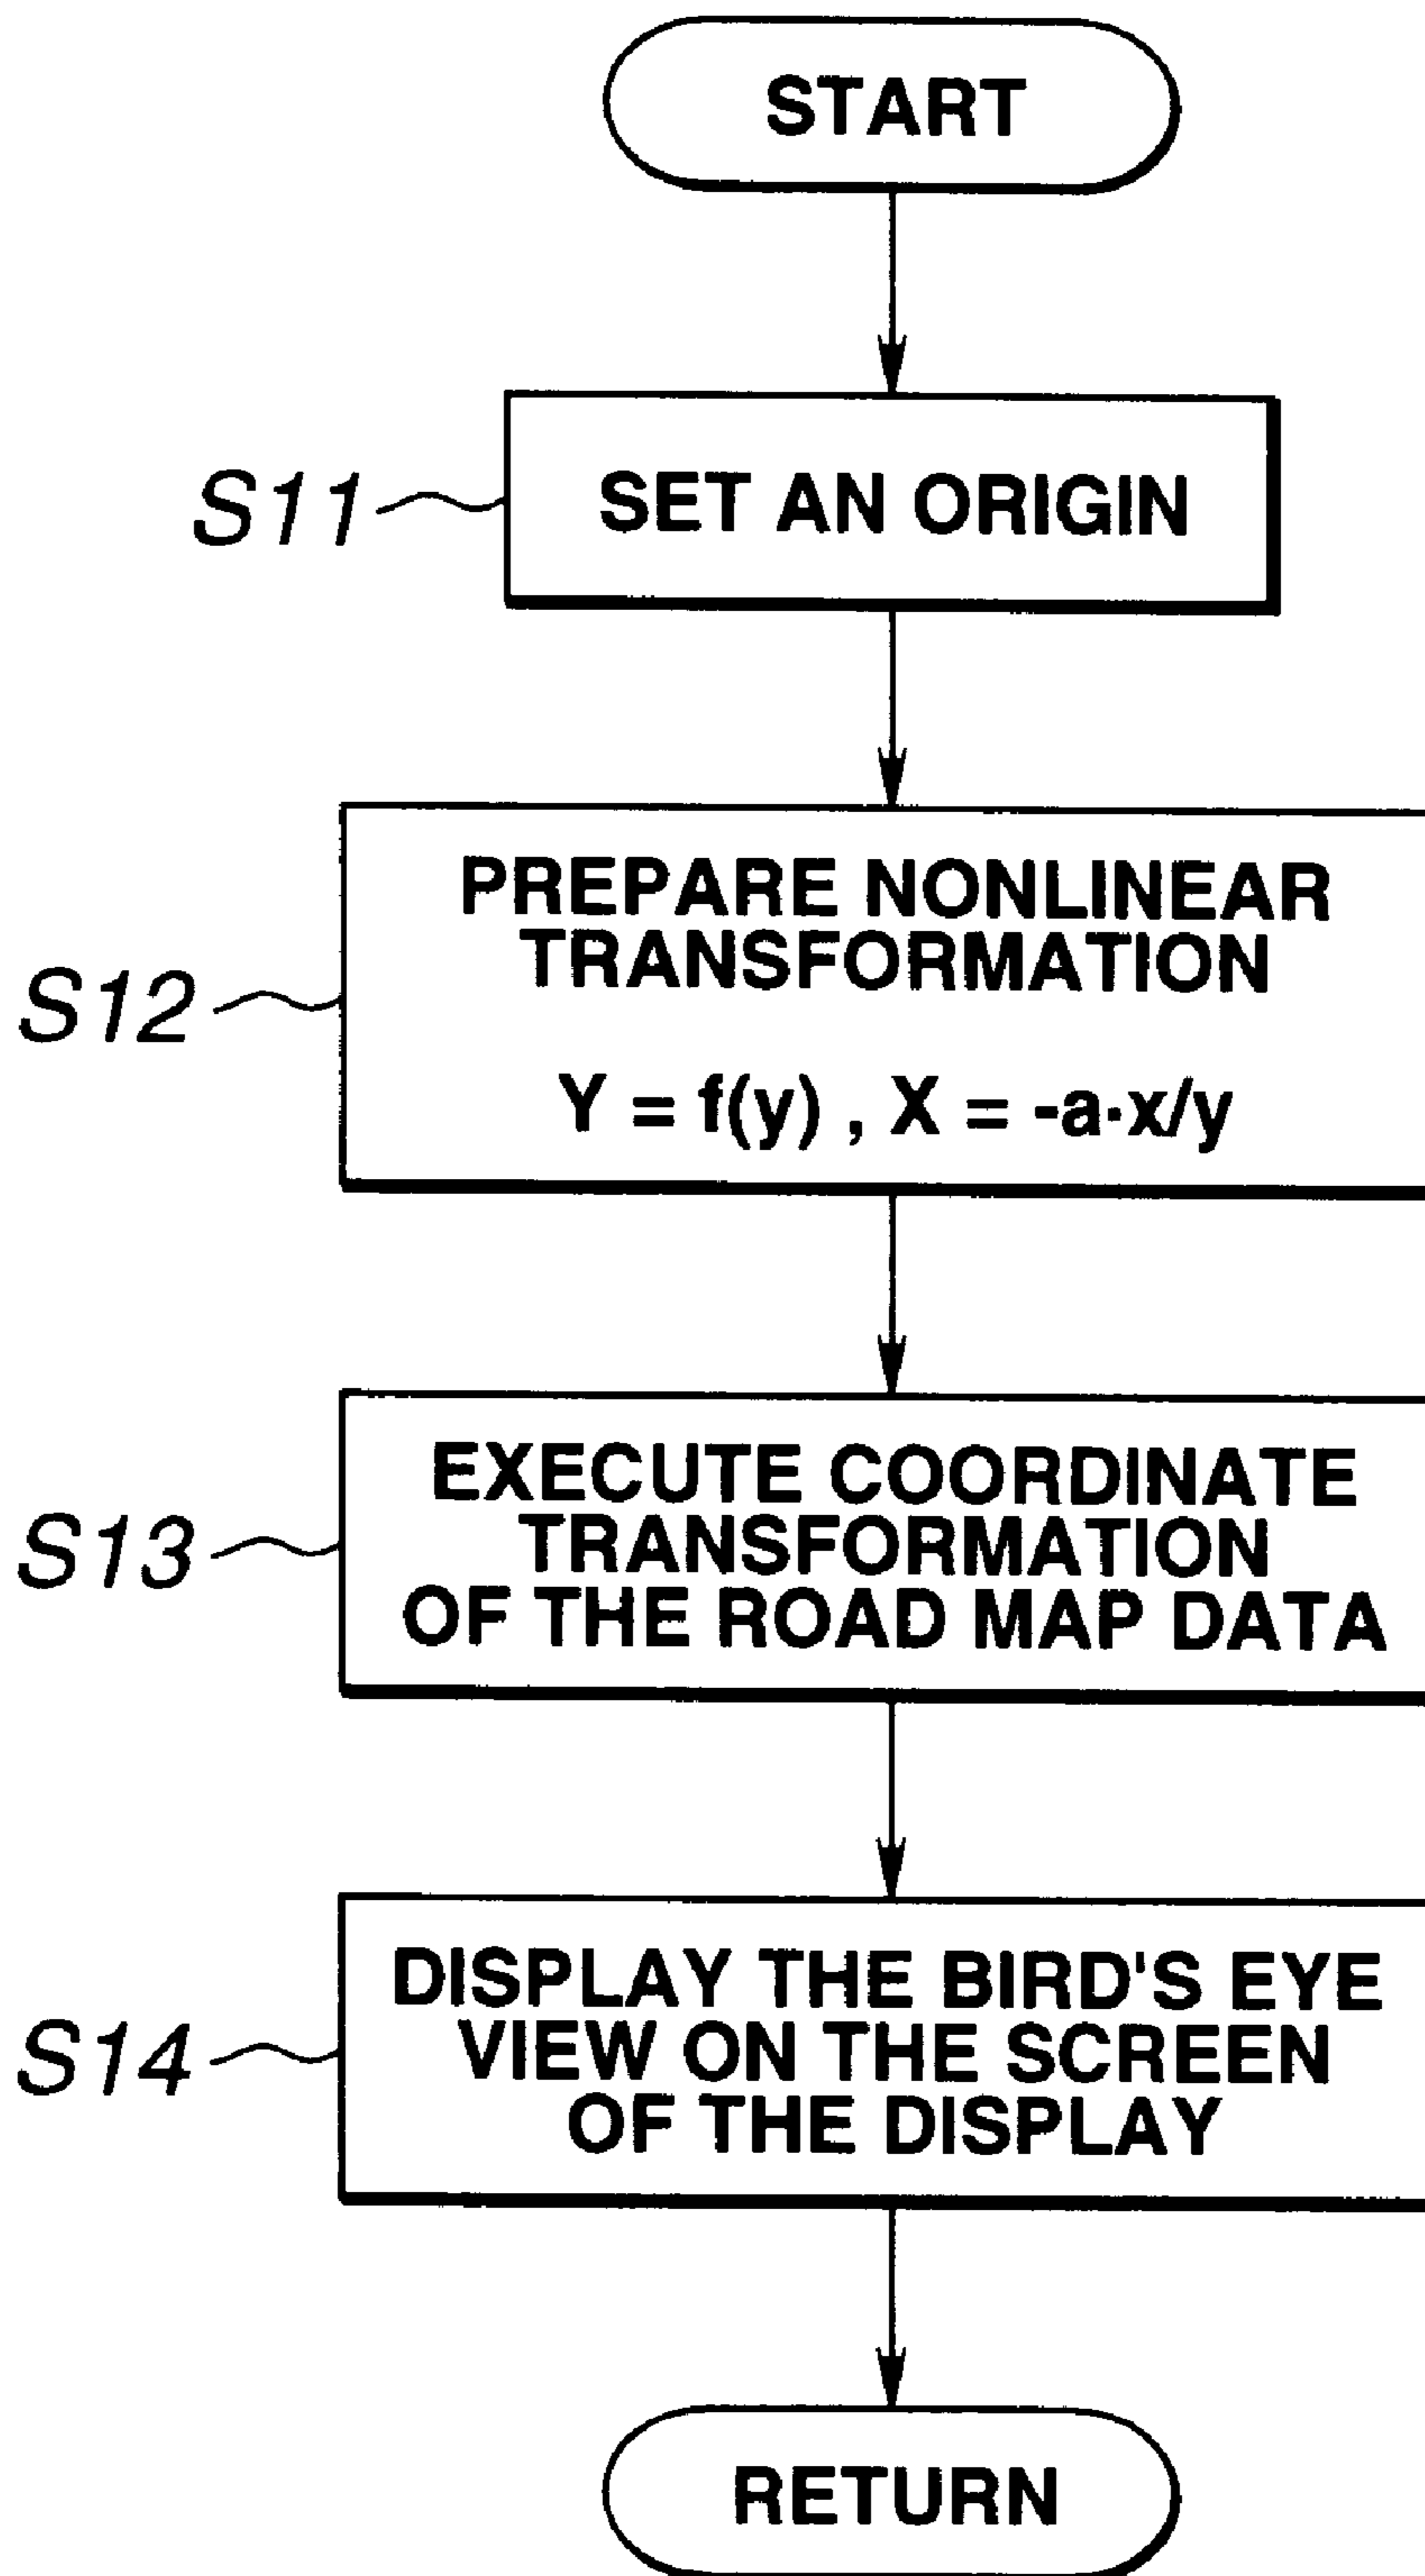 START
S11
SET AN ORIGIN
S12
PREPARE NONLINEAR
TRANSFORMATION
Y = f(y) , X = -a·x/y
S13
EXECUTE COORDINATE
TRANSFORMATION
OF THE ROAD MAP DATA
S14
DISPLAY THE BIRD'S EYE
VIEW ON THE SCREEN
OF THE DISPLAY
RETURN